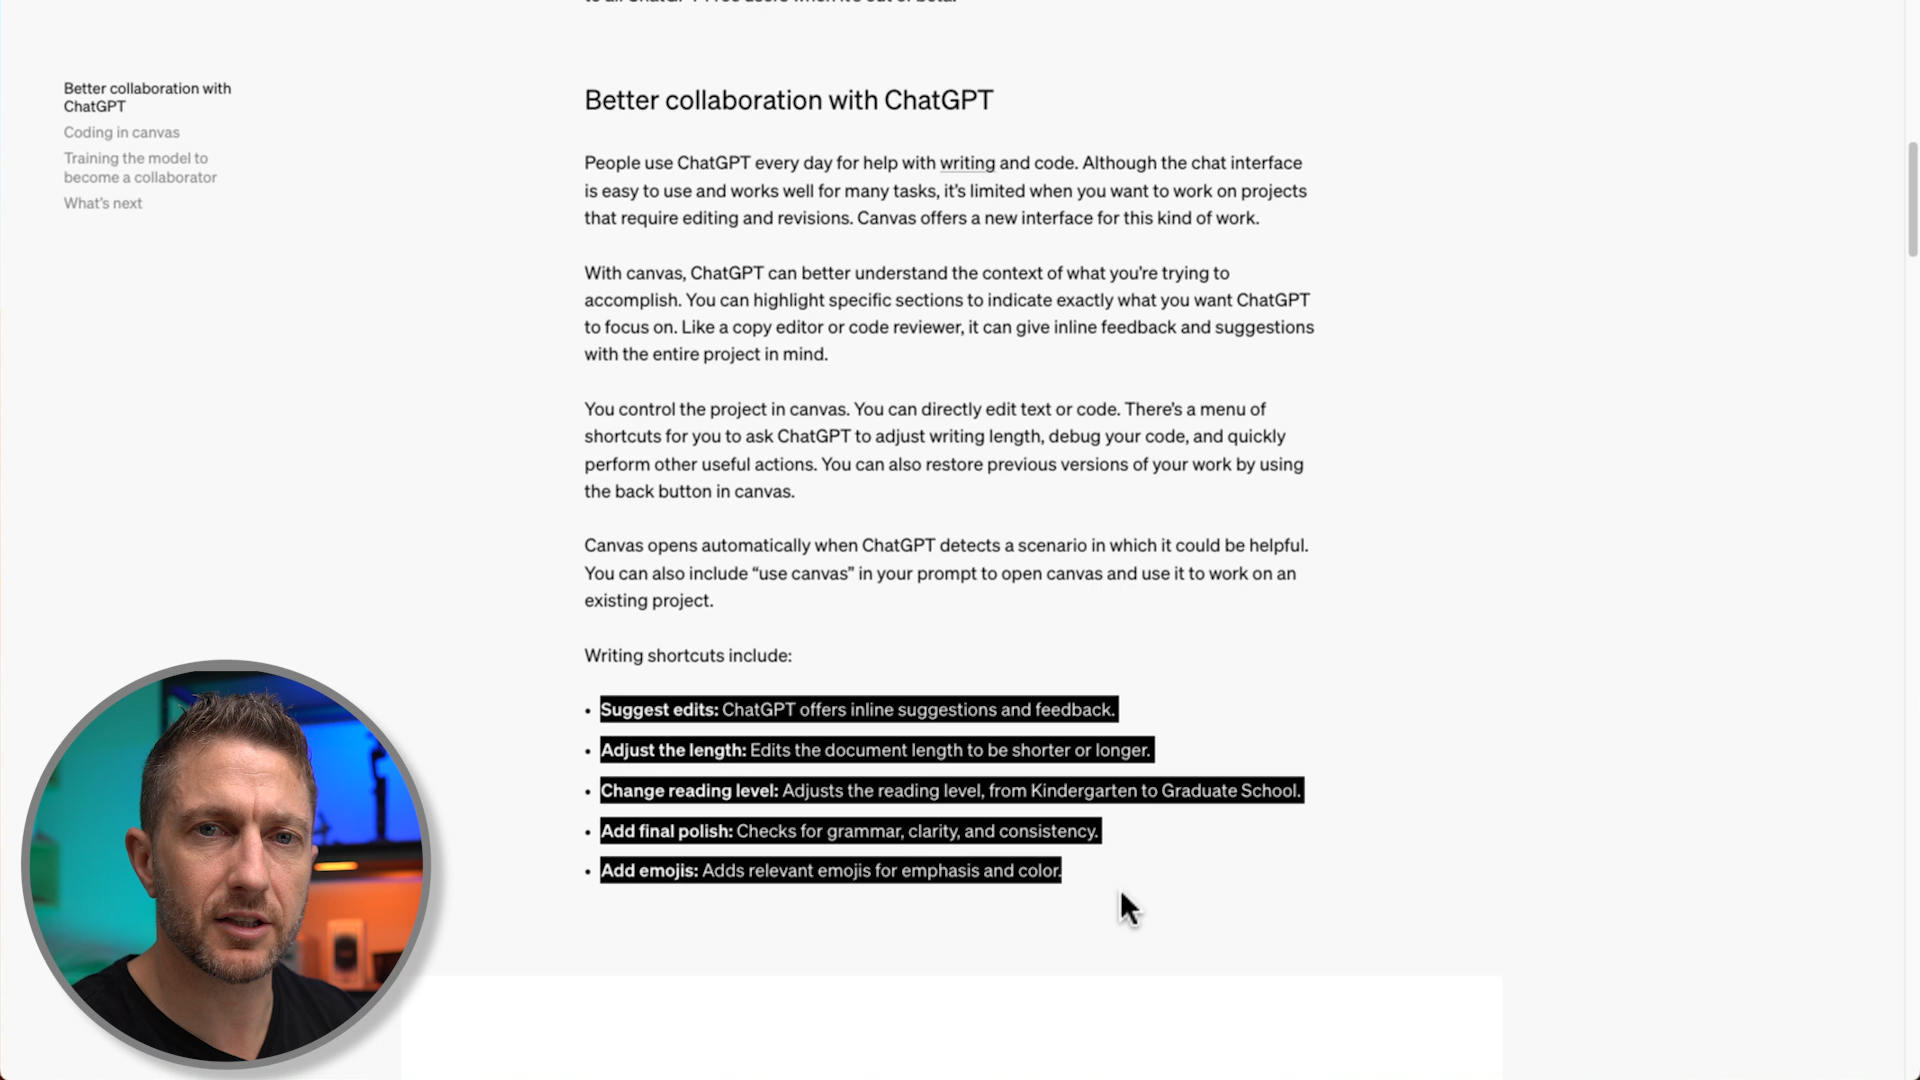 to all ChatGPT Free users when it's out of beta.
Better collaboration with
ChatGPT
Coding in canvas
Training the model to
become a collaborator
What's next
Better collaboration with ChatGPT
People use ChatGPT every day for help with writing and code. Although the chat interface
is easy to use and works well for many tasks, it's limited when you want to work on projects
that require editing and revisions. Canvas offers a new interface for this kind of work.
With canvas, ChatGPT can better understand the context of what you're trying to
accomplish. You can highlight specific sections to indicate exactly what you want ChatGPT
to focus on. Like a copy editor or code reviewer, it can give inline feedback and suggestions
with the entire project in mind.
You control the project in canvas. You can directly edit text or code. There's a menu of
shortcuts for you to ask ChatGPT to adjust writing length, debug your code, and quickly
perform other useful actions. You can also restore previous versions of your work by using
the back button in canvas.
Canvas opens automatically when ChatGPT detects a scenario in which it could be helpful.
You can also include “use canvas” in your prompt to open canvas and use it to work on an
existing project.
Writing shortcuts include:
• Suggest edits: ChatGPT offers inline suggestions and feedback.
• Adjust the length: Edits the document length to be shorter or longer.
• Change reading level: Adjusts the reading level, from Kindergarten to Graduate School.
• Add final polish: Checks for grammar, clarity, and consistency.
• Add emojis: Adds relevant emojis for emphasis and color.